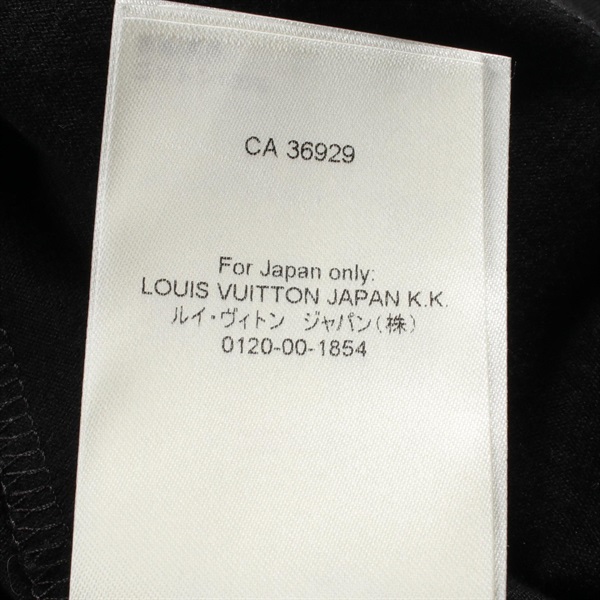 CA 36929
For Japan only:
LOUIS VUITTON JAPAN K.K.
ルイ・ヴィトン　ジャパン(株)
0120-00-1854